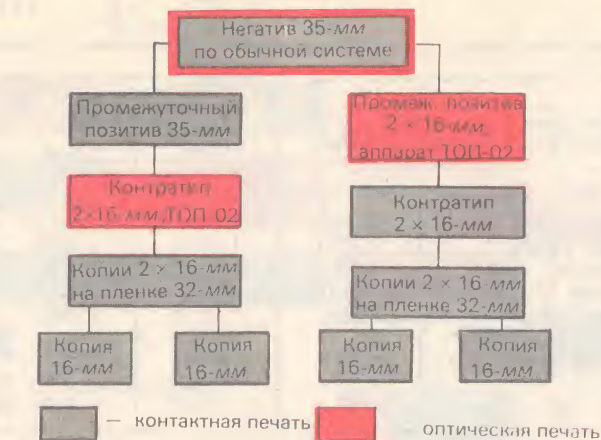 Негатив 35-мм
по обычной системе
Промежуточный
позитив 35-мм
Промеж. позитив
2 × 16-мм,
аппарат ТОП-02
Контратип
2×16-мм, ТОП-02
Контратип
2 × 16-мм
Копии 2 × 16-мм
на пленке 32-мм
Копии 2 × 16-мм
на пленке 32-мм
Копия
16-мм
Копия
16-мм
Копия
16-мм
Копия
16-мм
— контактная печать
оптическая печать